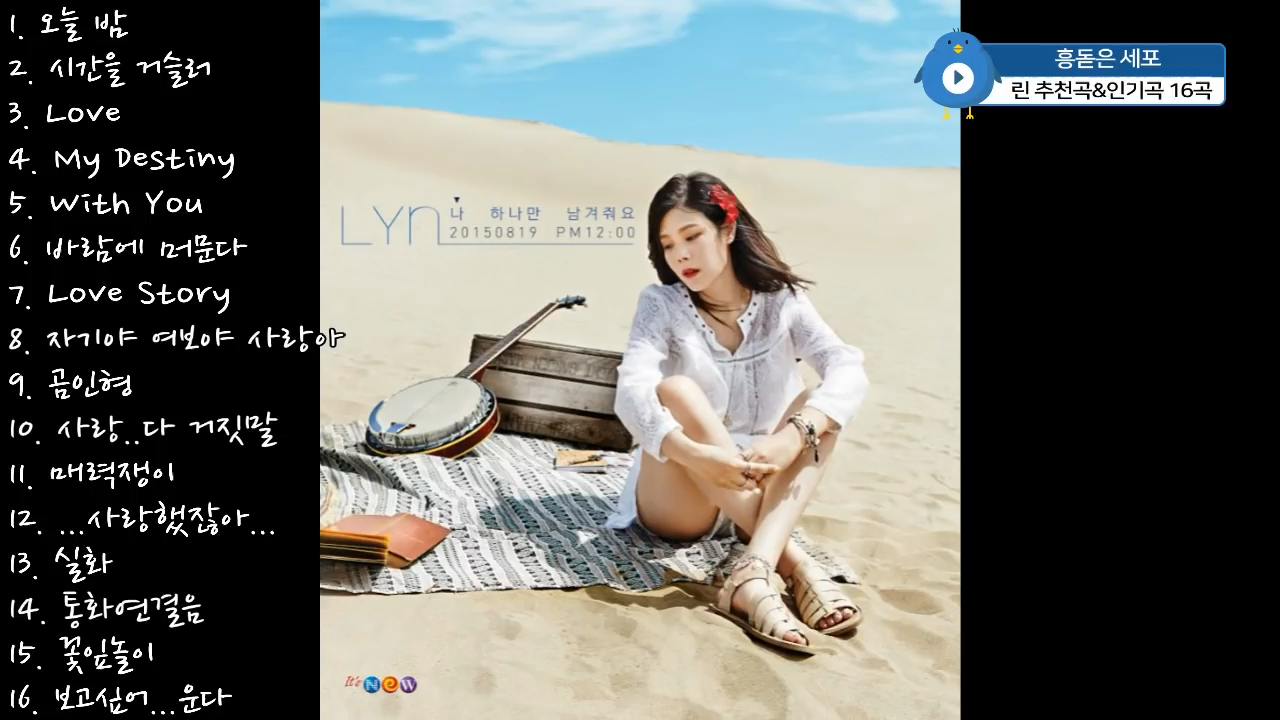 1. 오늘 밤
2. 시간을 거슬러
3. Love
4. My Destiny
5. With You
6. 바람에 머문다
7. Love Story
8. 자기야 여보야 사랑아
9. 곰인형
10. 사랑..다 거짓말
11. 매력쟁이
12. ...사랑했잖아...
13. 실화
14. 통화연결음
15. 꽃잎놀이
16. 보고싶어...운다
흥돋은 세포
린 추천곡&인기곡 16곡
LYn 나 하나만 남겨줘요
20150819 PM12:00
It's NEW